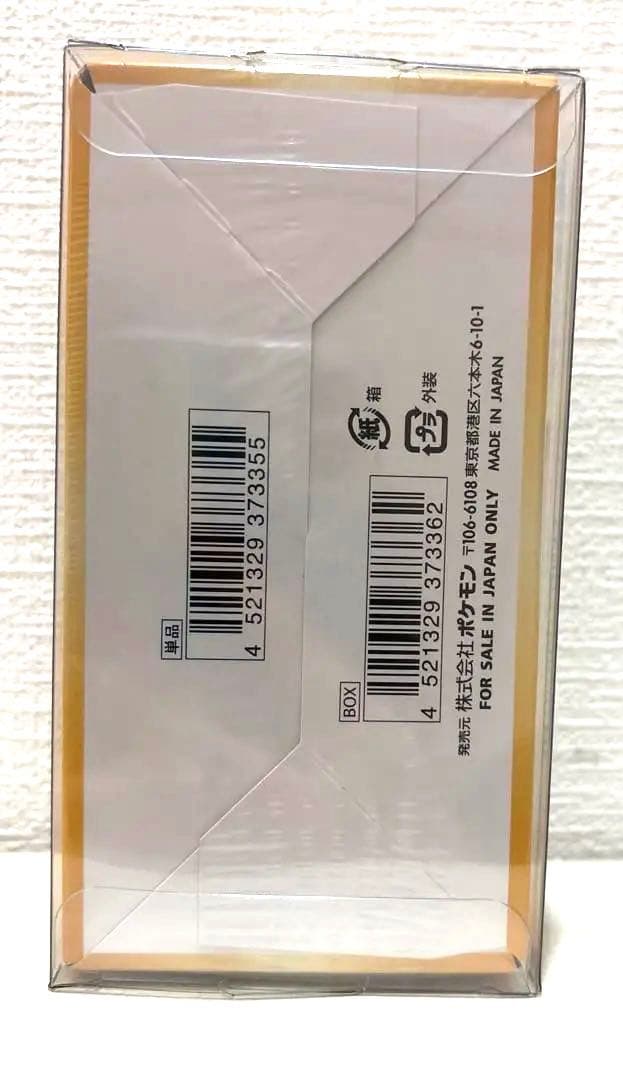 単品
4 521329 373355
BOX
4 521329 373362
紙 箱
プラ 外装
発売元 株式会社 ポケモン 〒106-6108 東京都港区六本木6-10-1
FOR SALE IN JAPAN ONLY MADE IN JAPAN